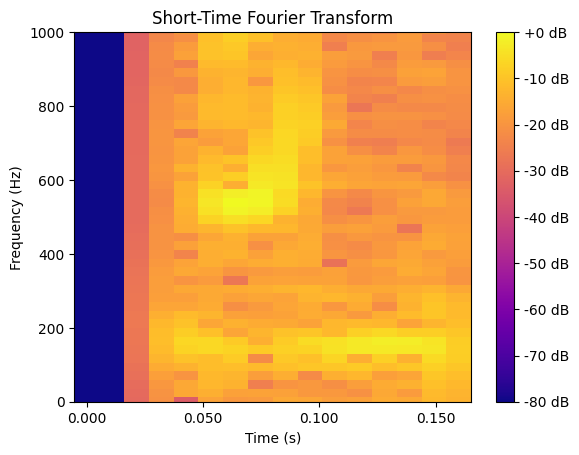 Short-Time Fourier Transform
1000
800
600
400
200
0
Frequency (Hz)
0.000
0.050
0.100
0.150
Time (s)
+0 dB
-10 dB
-20 dB
-30 dB
-40 dB
-50 dB
-60 dB
-70 dB
-80 dB